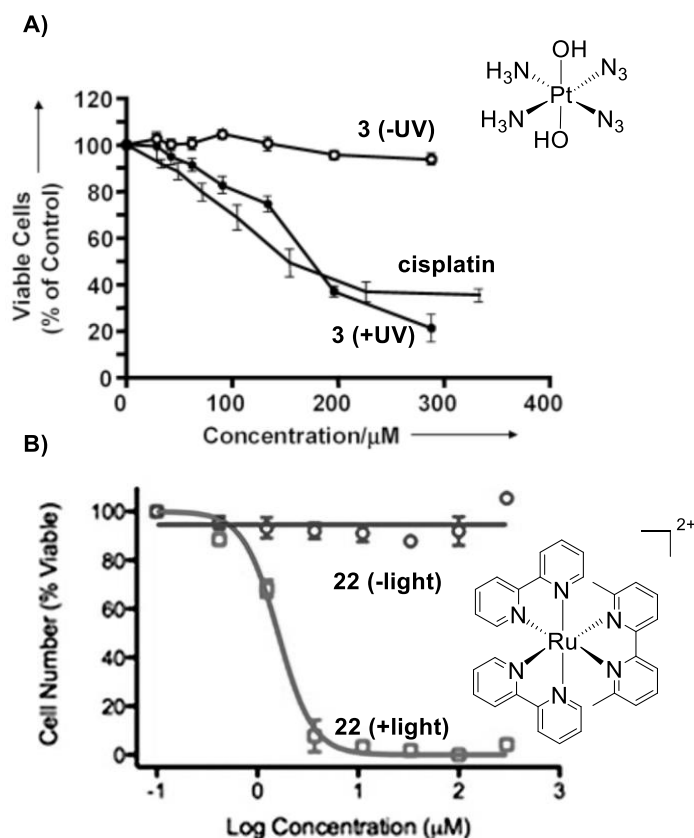 A)
OH
H3N
N3
Pt
H3N
N3
HO
120
100
80
60
40
20
0
Viable Cells
(% of Control)
3 (-UV)
cisplatin
3 (+UV)
0 100 200 300 400
Concentration/μM
B)
100
80
60
40
20
0
Cell Number (% Viable)
22 (-light)
22 (+light)
2+
N
N
N
Ru
N
N
N
-1 0 1 2 3
Log Concentration (μM)